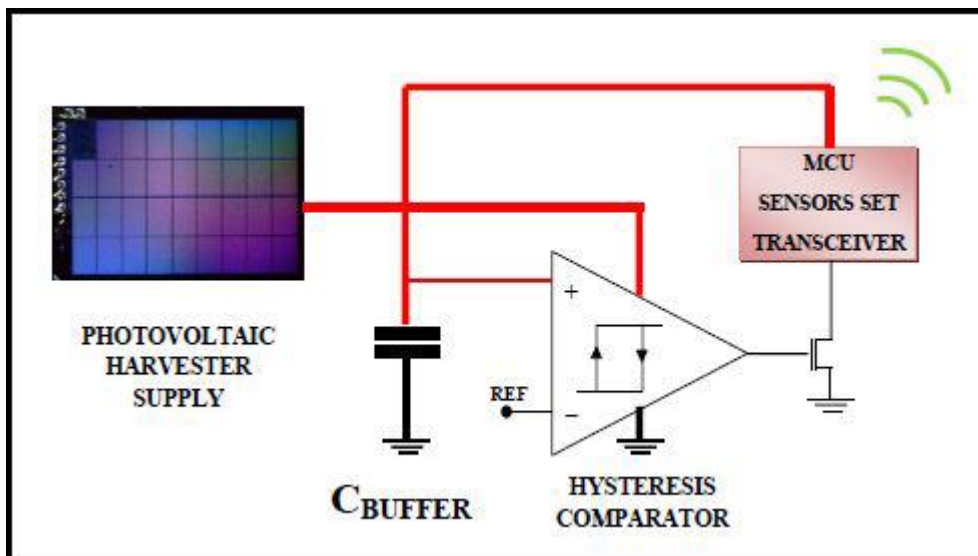 MCU
SENSORS SET
TRANSCEIVER
PHOTOVOLTAIC
HARVESTER
SUPPLY
+
REF
−
CBUFFER
HYSTERESIS
COMPARATOR